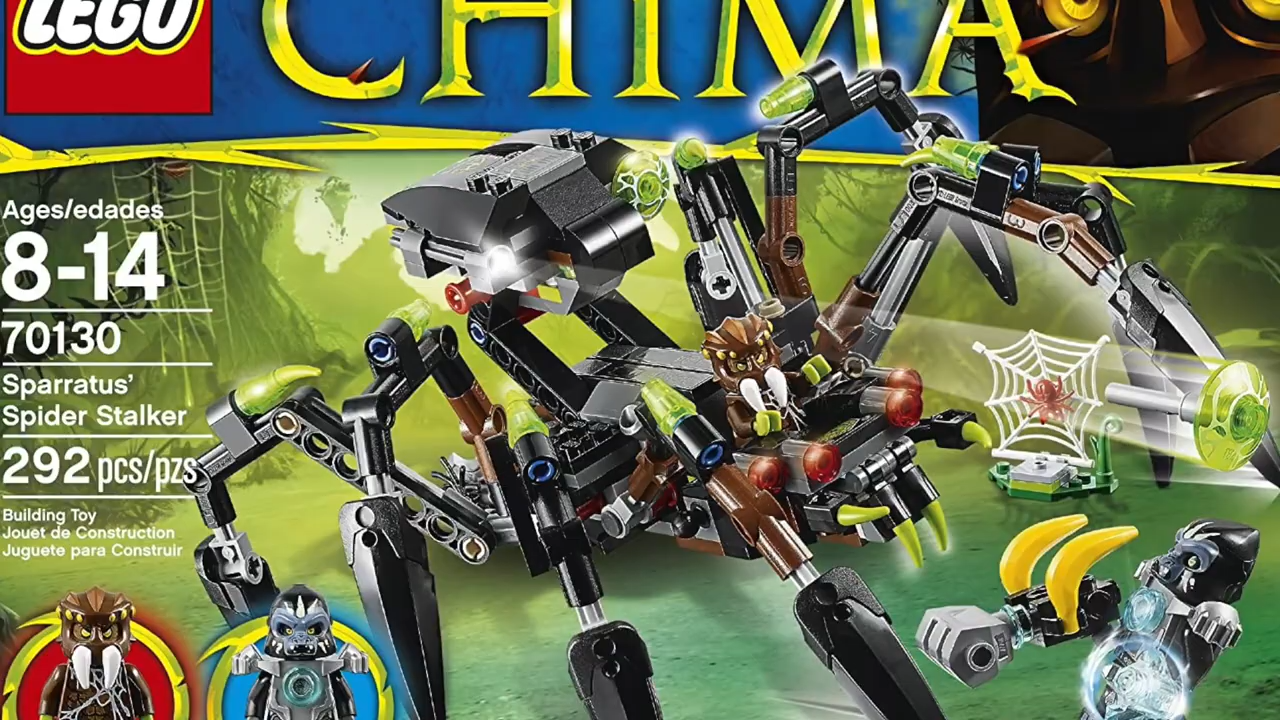 LEGO
CHIMA
Ages/edades
8-14
70130
Sparratus'
Spider Stalker
292 pcs/pzs
Building Toy
Jouet de Construction
Juguete para Construir